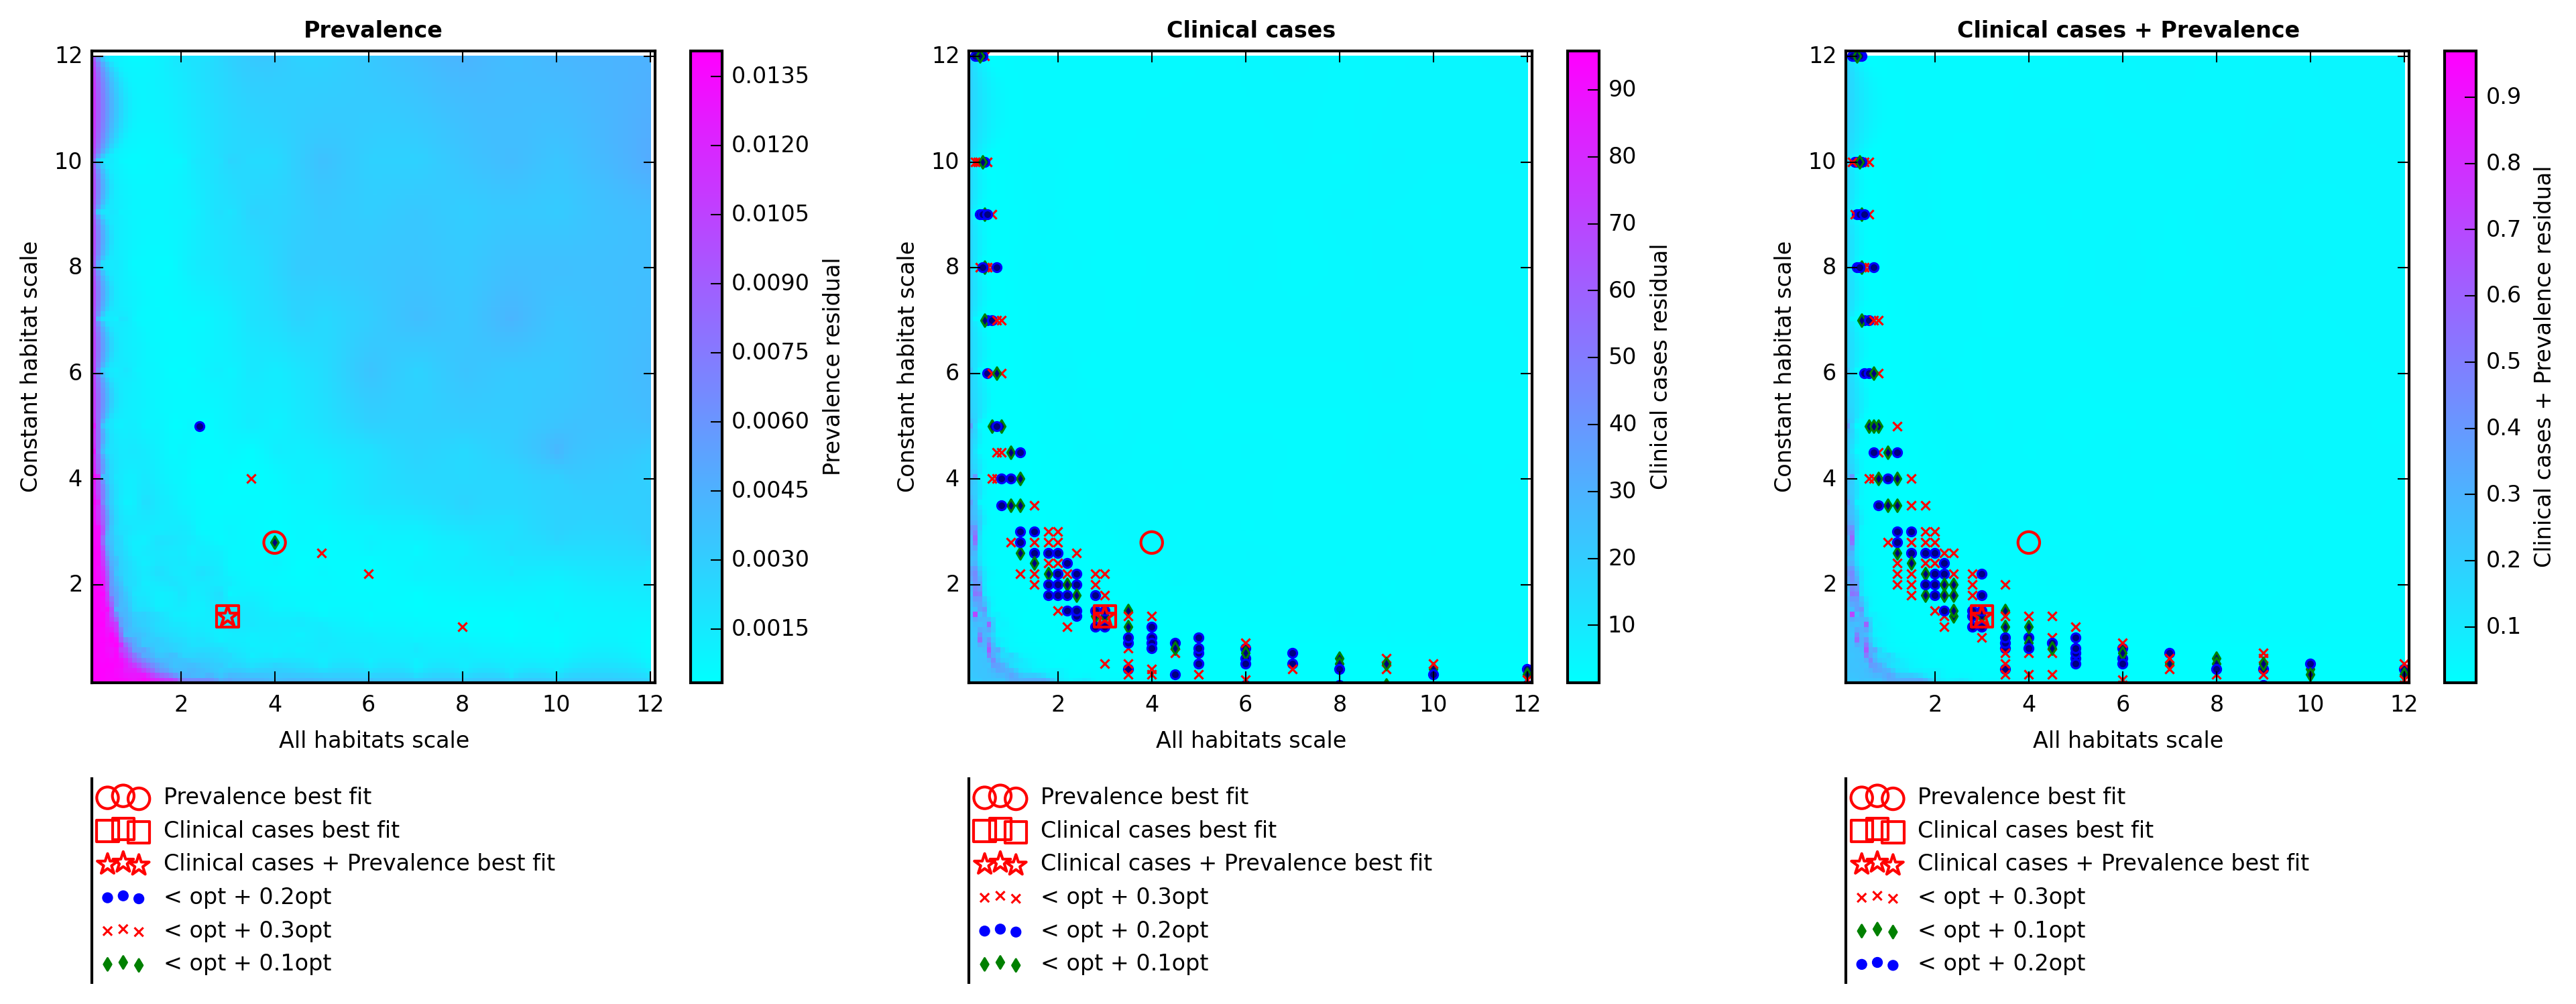 Prevalence
12
10
8
6
4
2
Constant habitat scale
2 4 6 8 10 12
All habitats scale
0.0135
0.0120
0.0105
0.0090
0.0075
0.0060
0.0045
0.0030
0.0015
Prevalence residual
Prevalence best fit
Clinical cases best fit
Clinical cases + Prevalence best fit
< opt + 0.2opt
< opt + 0.3opt
< opt + 0.1opt
Clinical cases
12
10
8
6
4
2
Constant habitat scale
2 4 6 8 10 12
All habitats scale
90
80
70
60
50
40
30
20
10
Clinical cases residual
Prevalence best fit
Clinical cases best fit
Clinical cases + Prevalence best fit
< opt + 0.3opt
< opt + 0.2opt
< opt + 0.1opt
Clinical cases + Prevalence
12
10
8
6
4
2
Constant habitat scale
2 4 6 8 10 12
All habitats scale
0.9
0.8
0.7
0.6
0.5
0.4
0.3
0.2
0.1
Clinical cases + Prevalence residual
Prevalence best fit
Clinical cases best fit
Clinical cases + Prevalence best fit
< opt + 0.3opt
< opt + 0.1opt
< opt + 0.2opt